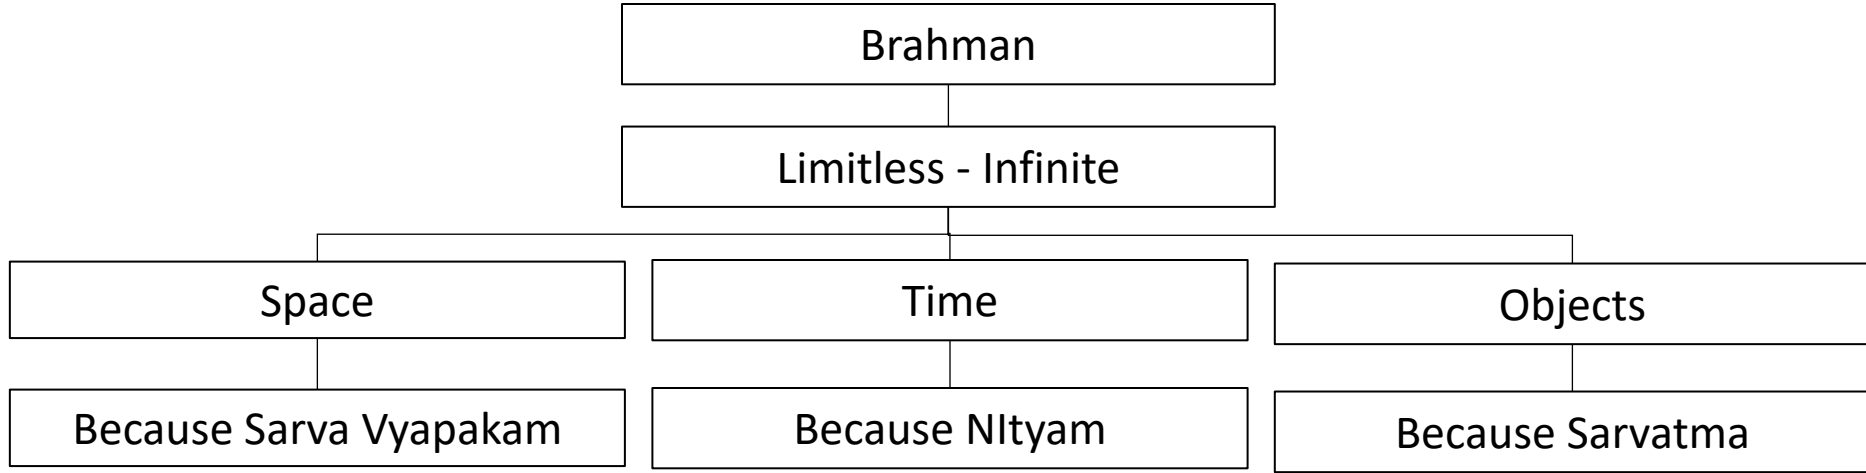 Brahman
Limitless - Infinite
Space
Time
Objects
Because Sarva Vyapakam
Because NItyam
Because Sarvatma